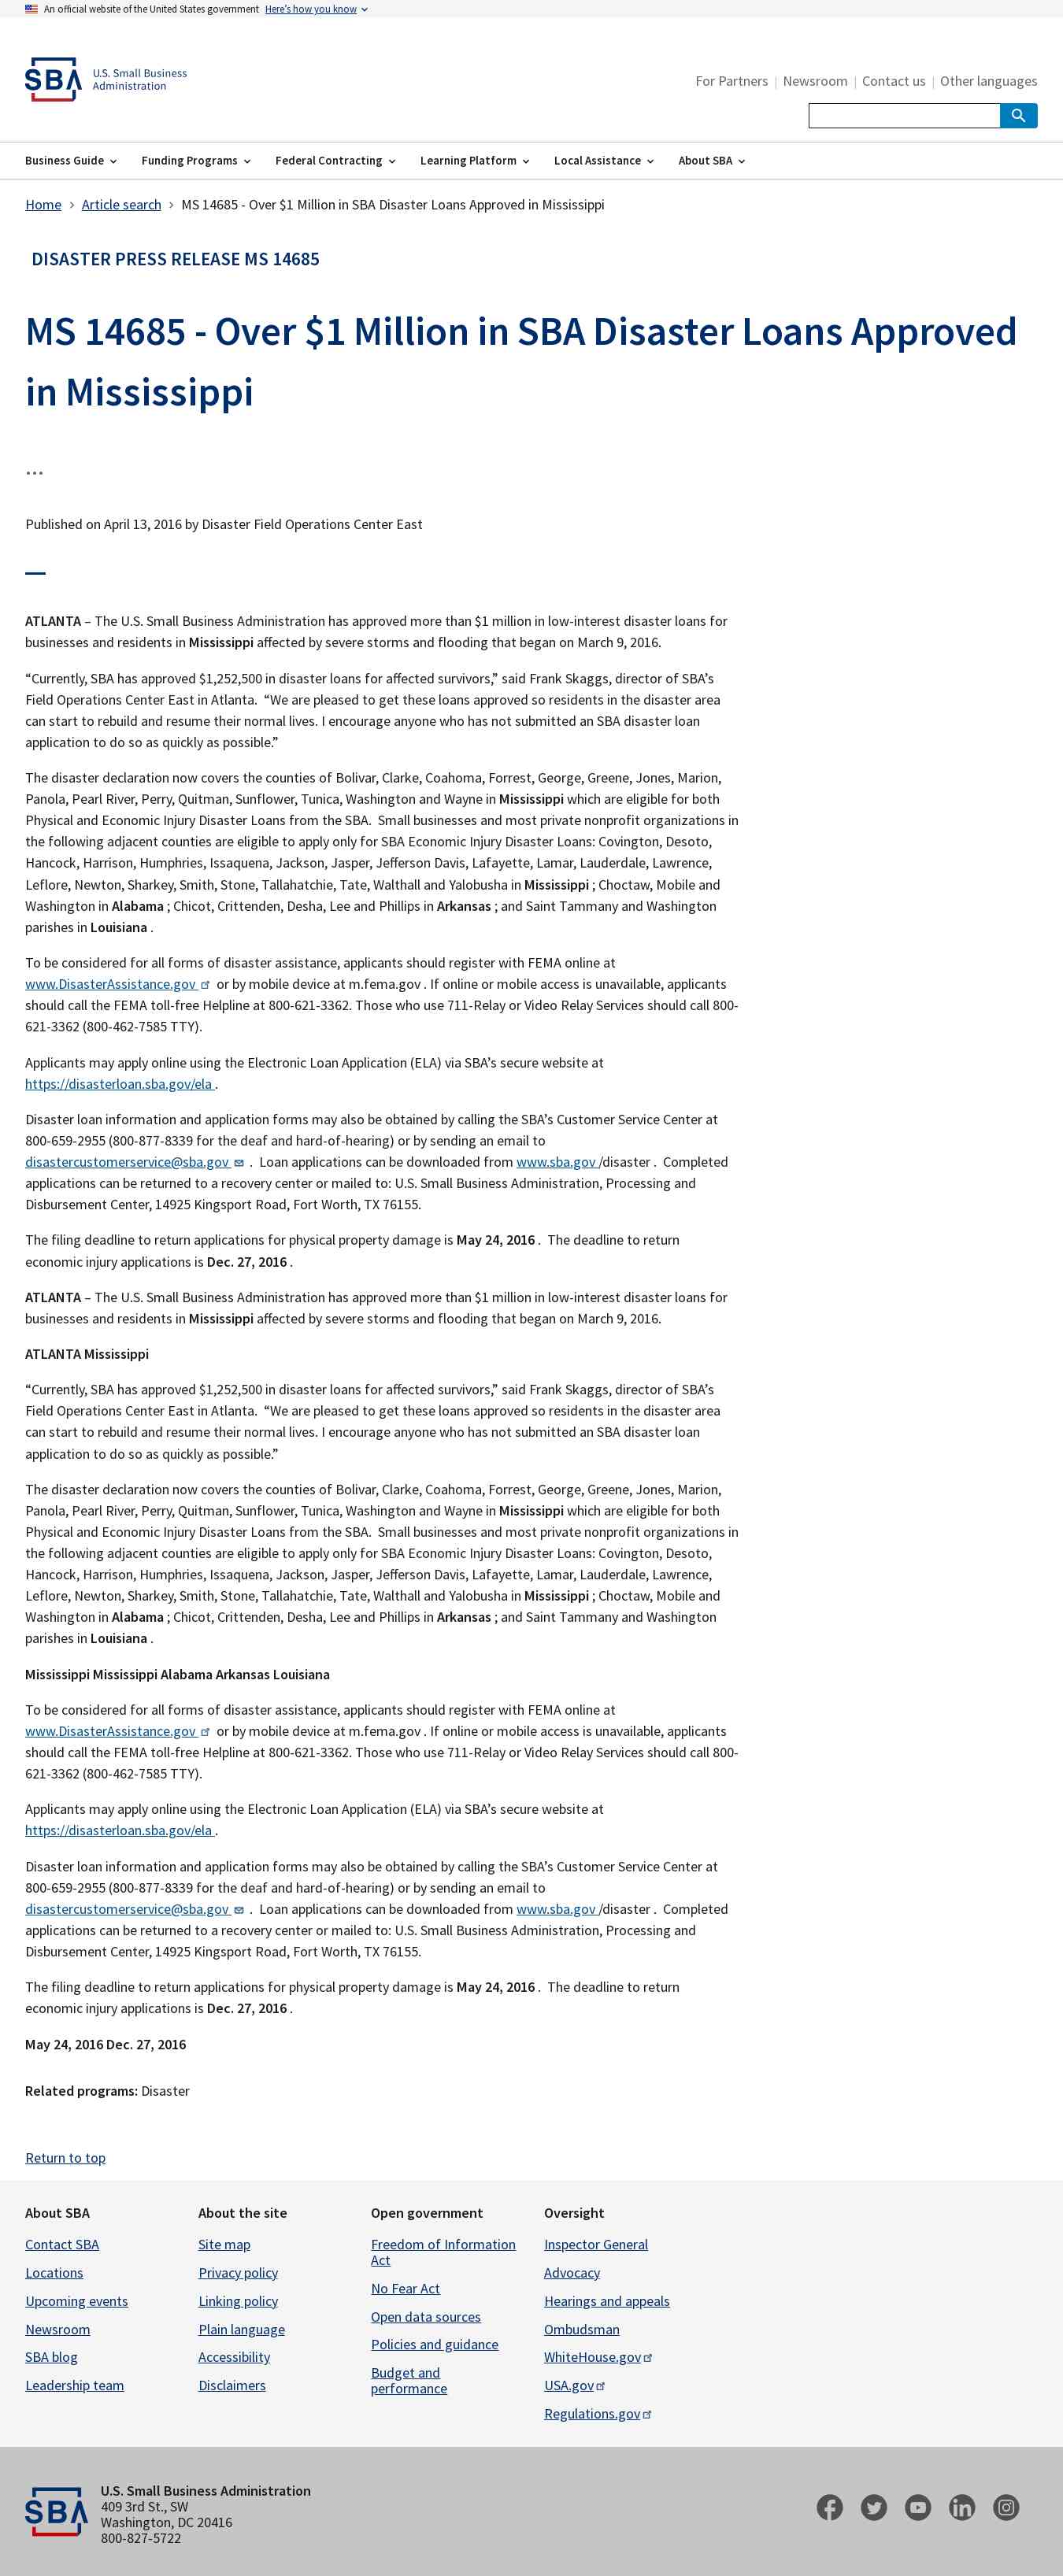 An official website of the United States government Here's how you know
SBA U.S. Small Business
Administration
For Partners | Newsroom | Contact us | Other languages
Business Guide Funding Programs Federal Contracting Learning Platform Local Assistance About SBA
Home > Article search > MS 14685 - Over $1 Million in SBA Disaster Loans Approved in Mississippi
DISASTER PRESS RELEASE MS 14685
MS 14685 - Over $1 Million in SBA Disaster Loans Approved
in Mississippi
...
Published on April 13, 2016 by Disaster Field Operations Center East
ATLANTA – The U.S. Small Business Administration has approved more than $1 million in low-interest disaster loans for
businesses and residents in Mississippi affected by severe storms and flooding that began on March 9, 2016.
“Currently, SBA has approved $1,252,500 in disaster loans for affected survivors,” said Frank Skaggs, director of SBA’s
Field Operations Center East in Atlanta. “We are pleased to get these loans approved so residents in the disaster area
can start to rebuild and resume their normal lives. I encourage anyone who has not submitted an SBA disaster loan
application to do so as quickly as possible.”
The disaster declaration now covers the counties of Bolivar, Clarke, Coahoma, Forrest, George, Greene, Jones, Marion,
Panola, Pearl River, Perry, Quitman, Sunflower, Tunica, Washington and Wayne in Mississippi which are eligible for both
Physical and Economic Injury Disaster Loans from the SBA. Small businesses and most private nonprofit organizations in
the following adjacent counties are eligible to apply only for SBA Economic Injury Disaster Loans: Covington, Desoto,
Hancock, Harrison, Humphries, Issaquena, Jackson, Jasper, Jefferson Davis, Lafayette, Lamar, Lauderdale, Lawrence,
Leflore, Newton, Sharkey, Smith, Stone, Tallahatchie, Tate, Walthall and Yalobusha in Mississippi ; Choctaw, Mobile and
Washington in Alabama ; Chicot, Crittenden, Desha, Lee and Phillips in Arkansas ; and Saint Tammany and Washington
parishes in Louisiana .
To be considered for all forms of disaster assistance, applicants should register with FEMA online at
www.DisasterAssistance.gov or by mobile device at m.fema.gov . If online or mobile access is unavailable, applicants
should call the FEMA toll-free Helpline at 800-621-3362. Those who use 711-Relay or Video Relay Services should call 800-
621-3362 (800-462-7585 TTY).
Applicants may apply online using the Electronic Loan Application (ELA) via SBA’s secure website at
https://disasterloan.sba.gov/ela .
Disaster loan information and application forms may also be obtained by calling the SBA’s Customer Service Center at
800-659-2955 (800-877-8339 for the deaf and hard-of-hearing) or by sending an email to
disastercustomerservice@sba.gov . Loan applications can be downloaded from www.sba.gov /disaster . Completed
applications can be returned to a recovery center or mailed to: U.S. Small Business Administration, Processing and
Disbursement Center, 14925 Kingsport Road, Fort Worth, TX 76155.
The filing deadline to return applications for physical property damage is May 24, 2016 . The deadline to return
economic injury applications is Dec. 27, 2016 .
ATLANTA – The U.S. Small Business Administration has approved more than $1 million in low-interest disaster loans for
businesses and residents in Mississippi affected by severe storms and flooding that began on March 9, 2016.
ATLANTA Mississippi
“Currently, SBA has approved $1,252,500 in disaster loans for affected survivors,” said Frank Skaggs, director of SBA’s
Field Operations Center East in Atlanta. “We are pleased to get these loans approved so residents in the disaster area
can start to rebuild and resume their normal lives. I encourage anyone who has not submitted an SBA disaster loan
application to do so as quickly as possible.”
The disaster declaration now covers the counties of Bolivar, Clarke, Coahoma, Forrest, George, Greene, Jones, Marion,
Panola, Pearl River, Perry, Quitman, Sunflower, Tunica, Washington and Wayne in Mississippi which are eligible for both
Physical and Economic Injury Disaster Loans from the SBA. Small businesses and most private nonprofit organizations in
the following adjacent counties are eligible to apply only for SBA Economic Injury Disaster Loans: Covington, Desoto,
Hancock, Harrison, Humphries, Issaquena, Jackson, Jasper, Jefferson Davis, Lafayette, Lamar, Lauderdale, Lawrence,
Leflore, Newton, Sharkey, Smith, Stone, Tallahatchie, Tate, Walthall and Yalobusha in Mississippi ; Choctaw, Mobile and
Washington in Alabama ; Chicot, Crittenden, Desha, Lee and Phillips in Arkansas ; and Saint Tammany and Washington
parishes in Louisiana .
Mississippi Mississippi Alabama Arkansas Louisiana
To be considered for all forms of disaster assistance, applicants should register with FEMA online at
www.DisasterAssistance.gov or by mobile device at m.fema.gov . If online or mobile access is unavailable, applicants
should call the FEMA toll-free Helpline at 800-621-3362. Those who use 711-Relay or Video Relay Services should call 800-
621-3362 (800-462-7585 TTY).
Applicants may apply online using the Electronic Loan Application (ELA) via SBA’s secure website at
https://disasterloan.sba.gov/ela .
Disaster loan information and application forms may also be obtained by calling the SBA’s Customer Service Center at
800-659-2955 (800-877-8339 for the deaf and hard-of-hearing) or by sending an email to
disastercustomerservice@sba.gov . Loan applications can be downloaded from www.sba.gov /disaster . Completed
applications can be returned to a recovery center or mailed to: U.S. Small Business Administration, Processing and
Disbursement Center, 14925 Kingsport Road, Fort Worth, TX 76155.
The filing deadline to return applications for physical property damage is May 24, 2016 . The deadline to return
economic injury applications is Dec. 27, 2016 .
May 24, 2016 Dec. 27, 2016
Related programs: Disaster
Return to top
About SBA
Contact SBA
Locations
Upcoming events
Newsroom
SBA blog
Leadership team
About the site
Site map
Privacy policy
Linking policy
Plain language
Accessibility
Disclaimers
Open government
Freedom of Information
Act
No Fear Act
Open data sources
Policies and guidance
Budget and
performance
Oversight
Inspector General
Advocacy
Hearings and appeals
Ombudsman
WhiteHouse.gov
USA.gov
Regulations.gov
SBA
U.S. Small Business Administration
409 3rd St., SW
Washington, DC 20416
800-827-5722